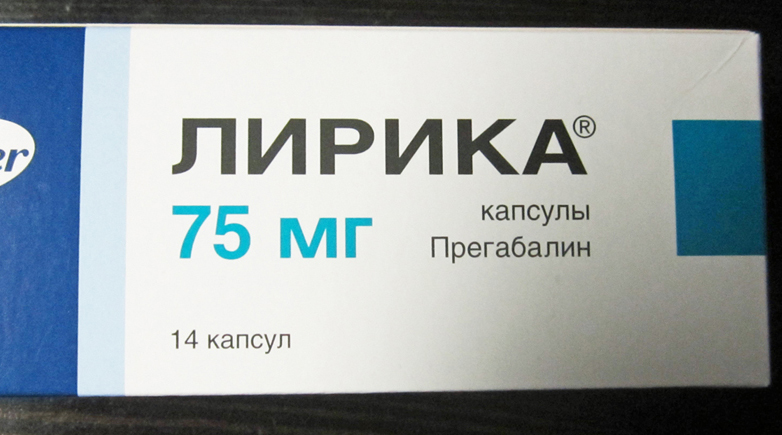 ЛИРИКА®
75 мг
капсулы
Прегабалин
14 капсул